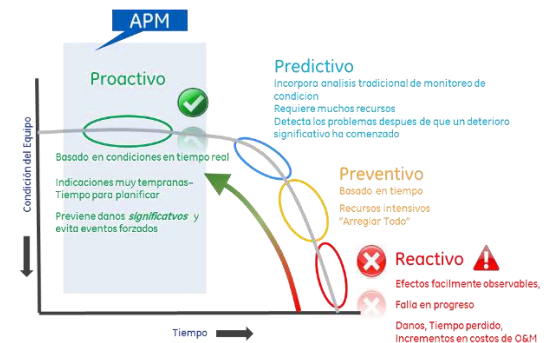 APM
Proactivo
Basado en condiciones en tiempo real
Indicaciones muy tempranas–
Tiempo para planificar
Previene danos significatvos y
evita eventos forzados
Predictivo
Incorpora analisis tradicional de monitoreo de
condicion
Requiere muchos recursos
Detecta los problemas despues de que un deterioro
significativo ha comenzado
Preventivo
Basado en tiempo
Recursos intensivos
"Arreglar Todo"
Reactivo
Efectos facilmente observables,
Falla en progreso
Danos, Tiempo perdido,
Incrementos en costos de O&M
Condición del Equipo
Tiempo